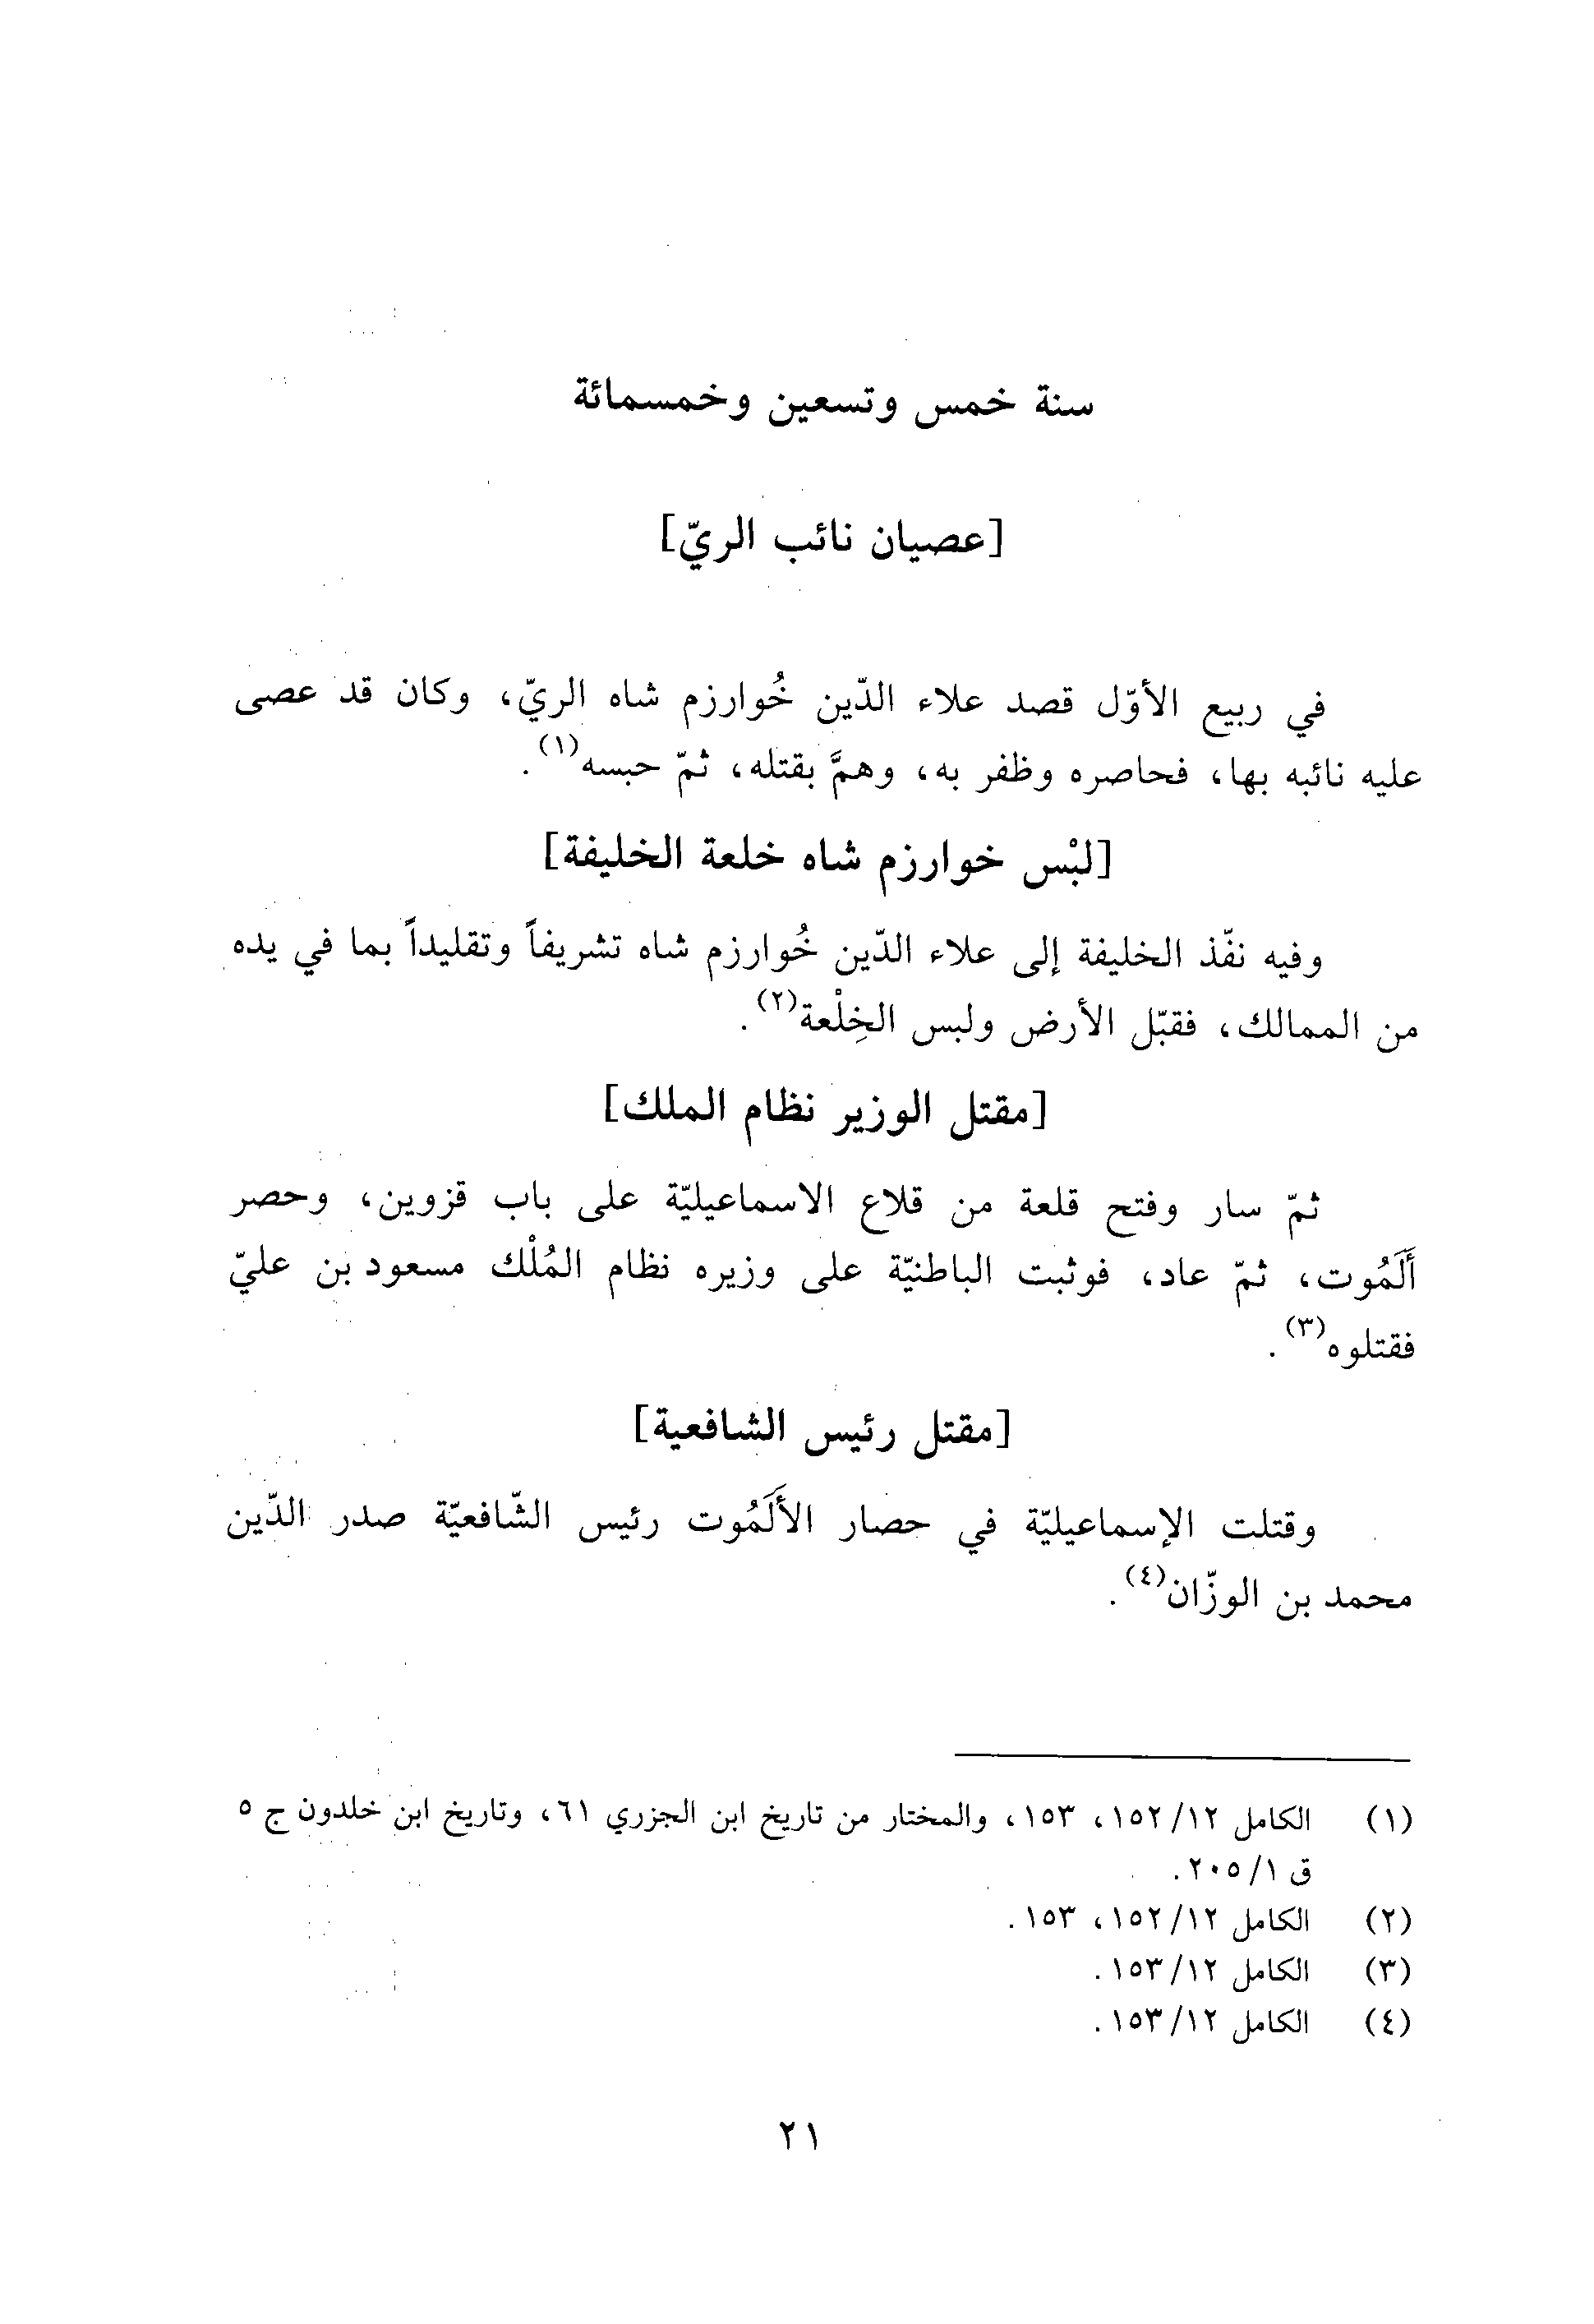 سنة خمس وتسعين وخمسمائة
[عصيان نائب الريّ]
في ربيع الأوّل قصد علاء الدّين خُوارزم شاه الريّ، وكان قد عصى
عليه نائبه بها، فحاصره وظفر به، وهمَّ بقتله، ثمّ حبسه(١).
[لبْس خوارزم شاه خلعة الخليفة]
وفيه نفّذ الخليفة إلى علاء الدّين خُوارزم شاه تشريفاً وتقليداً بما في يده
من الممالك، فقبّل الأرض ولبس الخِلْعة(٢).
[مقتل الوزير نظام الملك]
ثمّ سار وفتح قلعة من قلاع الاسماعيليّة على باب قزوين، وحصر
أَلَمُوت، ثمّ عاد، فوثبت الباطنيّة على وزيره نظام المُلْك مسعود بن عليّ
فقتلوه(٣).
[مقتل رئيس الشافعية]
وقتلت الإسماعيليّة في حصار الأَلَمُوت رئيس الشّافعيّة صدر الدّين
محمد بن الوزّان(٤).
(١) الكامل ١٢/ ١٥٢، ١٥٣، والمختار من تاريخ ابن الجزري ٦١، وتاريخ ابن خلدون ج ٥
ق ١/ ٢٠٥.
(٢) الكامل ١٢/ ١٥٢، ١٥٣.
(٣) الكامل ١٢/ ١٥٣.
(٤) الكامل ١٢/ ١٥٣.
٢١